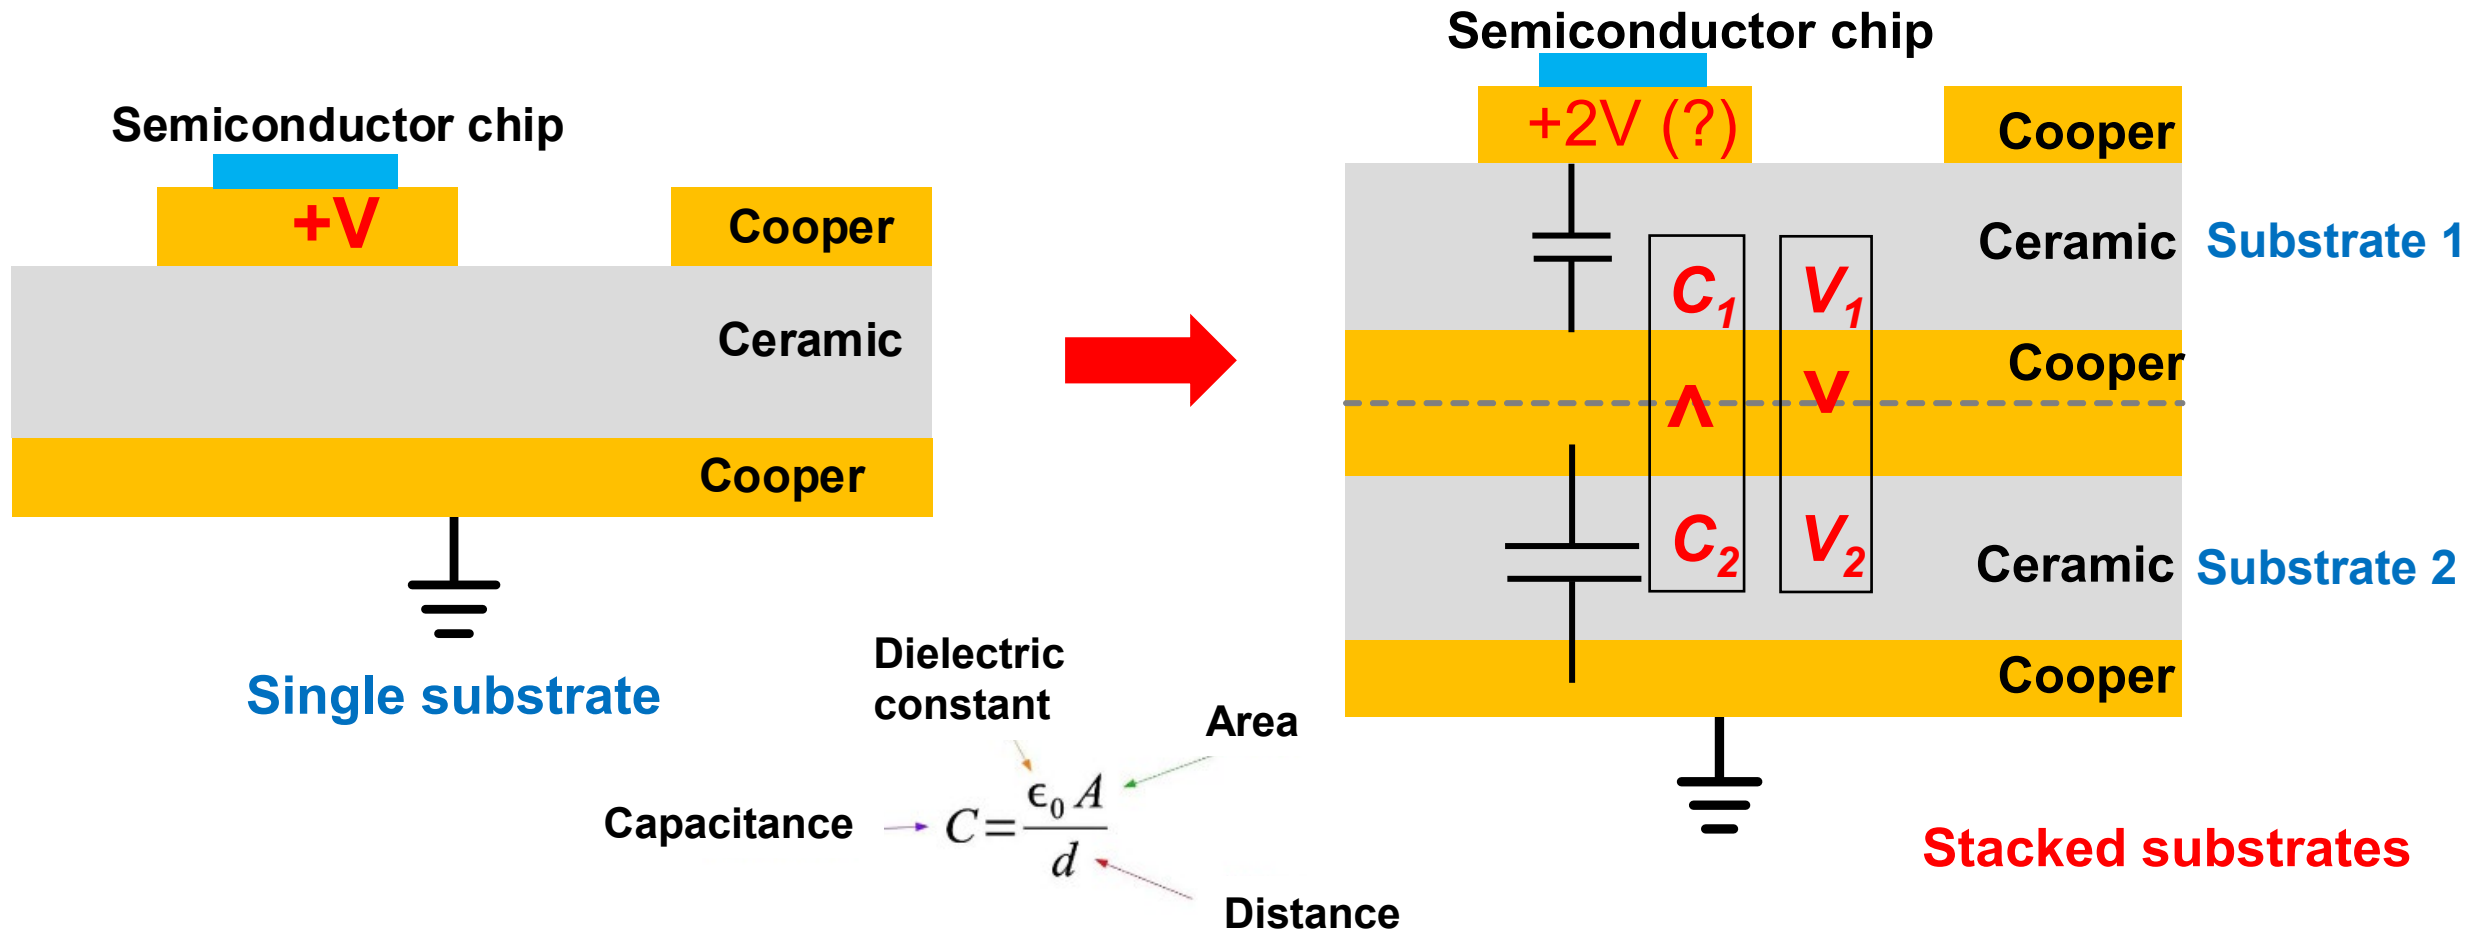 Semiconductor chip
+V
Cooper
Ceramic
Cooper
Single substrate
Semiconductor chip
+2V (?)
Cooper
Ceramic
Substrate 1
C1
V1
Cooper
<
>
C2
V2
Ceramic
Substrate 2
Cooper
Stacked substrates
Dielectric
constant
Area
Capacitance
C = ϵ0 A / d
Distance